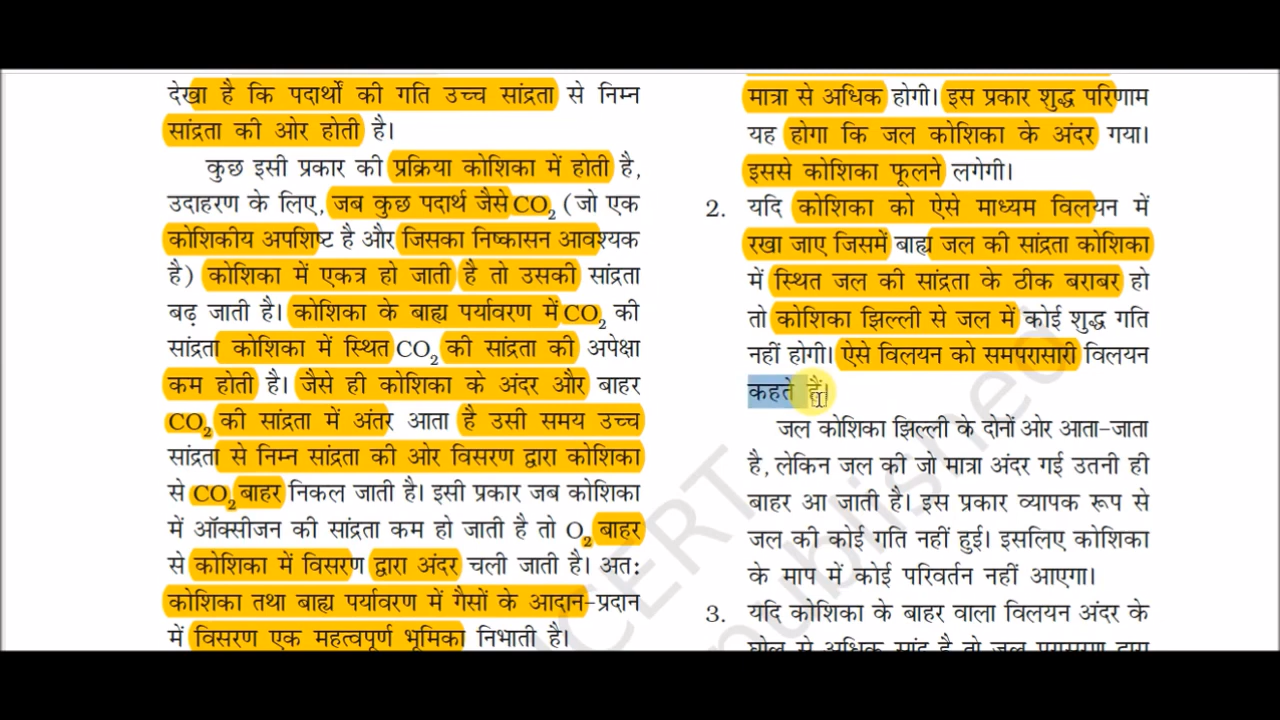 देखा है कि पदार्थों की गति उच्च सांद्रता से निम्न
सांद्रता की ओर होती है।
कुछ इसी प्रकार की प्रक्रिया कोशिका में होती है,
उदाहरण के लिए, जब कुछ पदार्थ जैसे CO₂ (जो एक
कोशिकीय अपशिष्ट है और जिसका निष्कासन आवश्यक
है) कोशिका में एकत्र हो जाती है तो उसकी सांद्रता
बढ़ जाती है। कोशिका के बाह्य पर्यावरण में CO₂ की
सांद्रता कोशिका में स्थित CO₂ की सांद्रता की अपेक्षा
कम होती है। जैसे ही कोशिका के अंदर और बाहर
CO₂ की सांद्रता में अंतर आता है उसी समय उच्च
सांद्रता से निम्न सांद्रता की ओर विसरण द्वारा कोशिका
से CO₂ बाहर निकल जाती है। इसी प्रकार जब कोशिका
में ऑक्सीजन की सांद्रता कम हो जाती है तो O₂ बाहर
से कोशिका में विसरण द्वारा अंदर चली जाती है। अतः
कोशिका तथा बाह्य पर्यावरण में गैसों के आदान-प्रदान
में विसरण एक महत्वपूर्ण भूमिका निभाती है।
मात्रा से अधिक होगी। इस प्रकार शुद्ध परिणाम
यह होगा कि जल कोशिका के अंदर गया।
इससे कोशिका फूलने लगेगी।
2. यदि कोशिका को ऐसे माध्यम विलयन में
रखा जाए जिसमें बाह्य जल की सांद्रता कोशिका
में स्थित जल की सांद्रता के ठीक बराबर हो
तो कोशिका झिल्ली से जल में कोई शुद्ध गति
नहीं होगी। ऐसे विलयन को समपरासारी विलयन
कहते हैं।
जल कोशिका झिल्ली के दोनों ओर आता-जाता
है, लेकिन जल की जो मात्रा अंदर गई उतनी ही
बाहर आ जाती है। इस प्रकार व्यापक रूप से
जल की कोई गति नहीं हुई। इसलिए कोशिका
के माप में कोई परिवर्तन नहीं आएगा।
3. यदि कोशिका के बाहर वाला विलयन अंदर के
घोल से अधिक सांद्र है तो जल परासरण द्वारा
NCERT
published